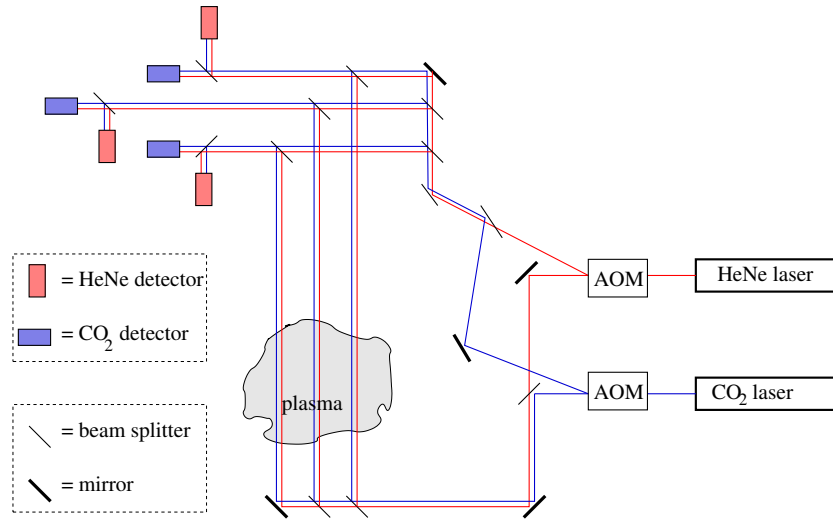 AOM
HeNe laser
= HeNe detector
= CO2 detector
AOM
CO2 laser
plasma
= beam splitter
= mirror